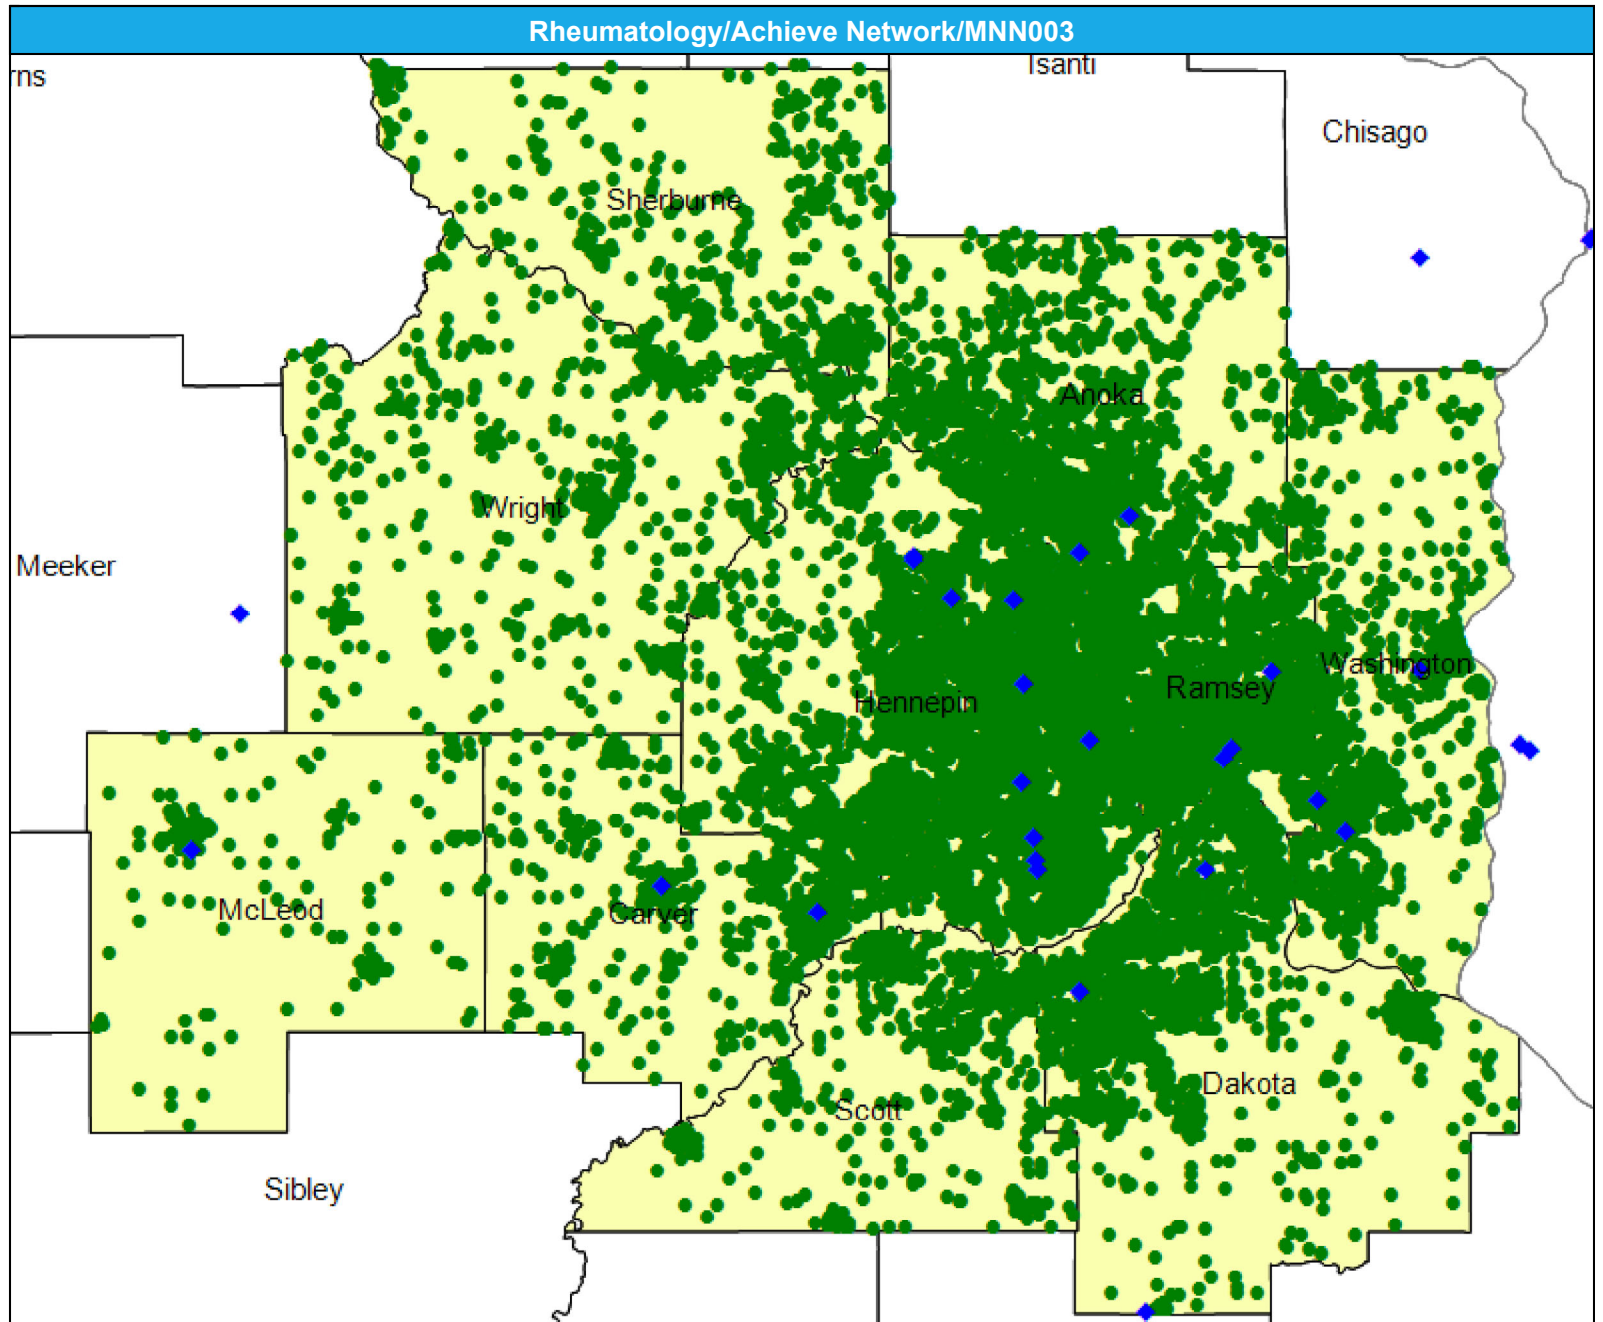 Rheumatology/Achieve Network/MNN003
rns
Isanti
Chisago
Sherburne
Anoka
Wright
Meeker
Washington
Ramsey
Hennepin
McLeod
Carver
Dakota
Scott
Sibley